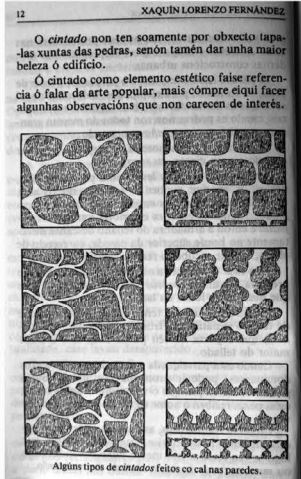 12 XAQUÍN LORENZO FERNÁNDEZ
O cintado non ten soamente por obxecto tapa-
-las xuntas das pedras, senón tamén dar unha maior
beleza ó edificio.
Ó cintado como elemento estético faise referen-
cia ó falar da arte popular, mais cómpre eiquí facer
algunhas observacións que non carecen de interés.
Algúns tipos de cintados feitos co cal nas paredes.